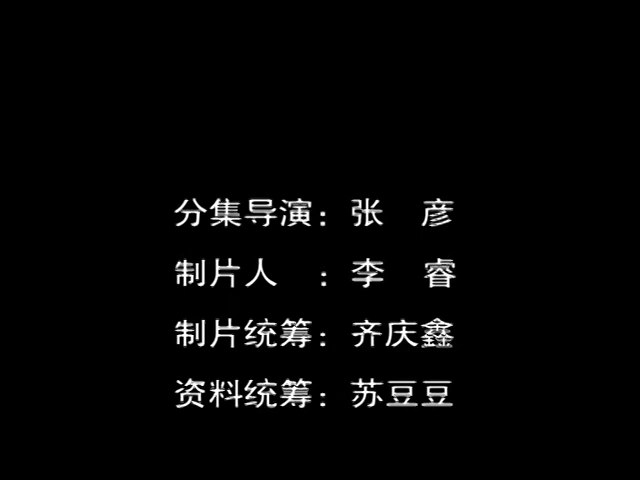 分集导演：张　彦
制片人　：李　睿
制片统筹：齐庆鑫
资料统筹：苏豆豆